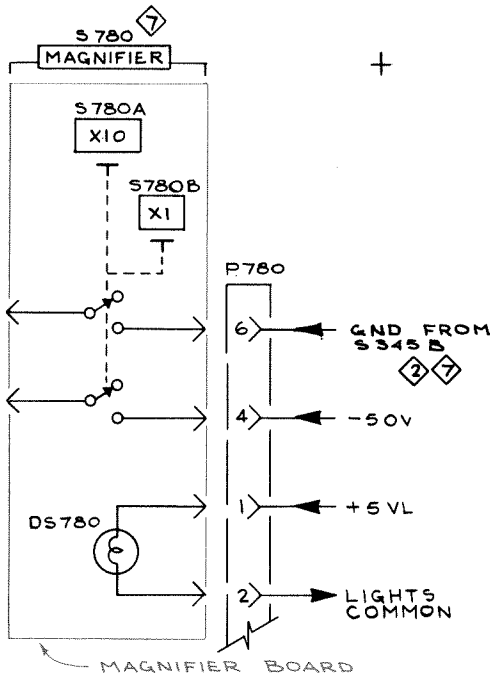 S780 7
MAGNIFIER
S780A
X10
S780B
X1
P780
6
GND FROM
S345B
2 7
4
-50V
DS780
1
+5VL
2
LIGHTS
COMMON
MAGNIFIER BOARD